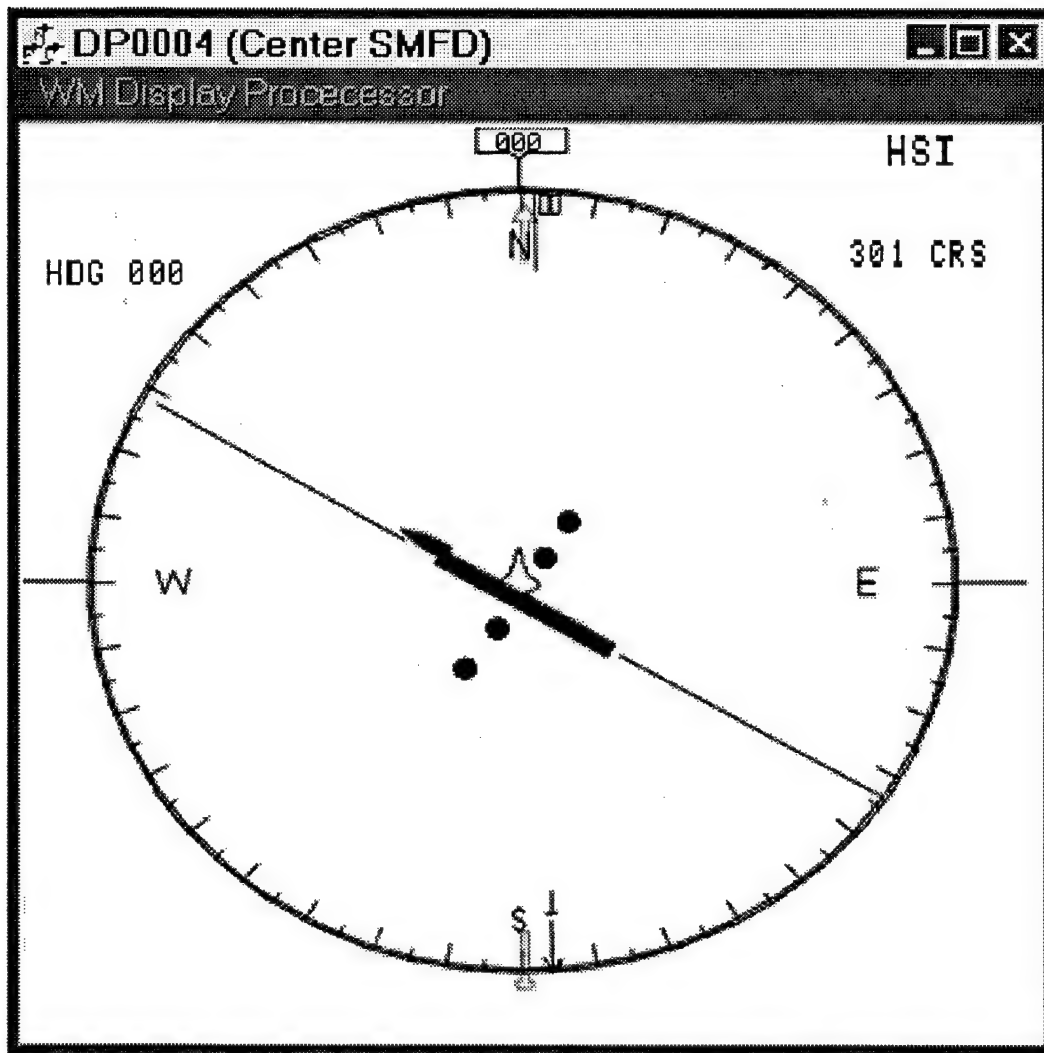 DP0004 (Center SMFD)
WM Display Procecessor
000
HSI
N
HDG 000
301 CRS
W
E
S